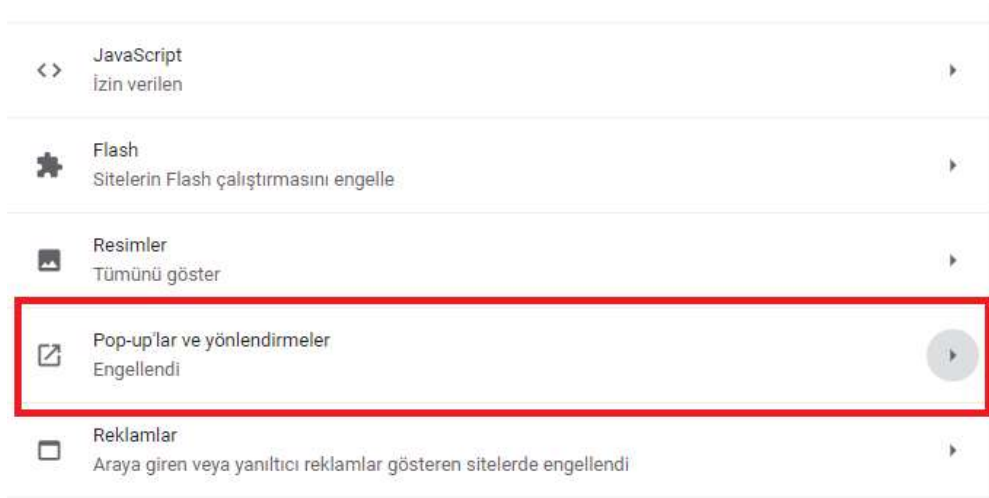 JavaScript
İzin verilen
Flash
Sitelerin Flash çalıştırmasını engelle
Resimler
Tümünü göster
Pop-up'lar ve yönlendirmeler
Engellendi
Reklamlar
Araya giren veya yanıltıcı reklamlar gösteren sitelerde engellendi